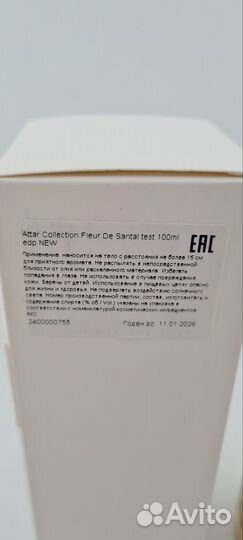 Attar Collection Fleur De Santal test 100ml
edp NEW
EAC
Применение: наносится на тело с расстояния не более 15 см
для приятного аромата. Не распылять в непосредственной
близости от огня или раскаленного материала. Избегать
попадания в глаза. Не использовать в случае повреждения
кожи. Беречь от детей. Использование в пищевых целях опасно
для жизни и здоровья. Не подвергать воздействию солнечного
света. Номер производственной партии, состав, изготовитель и
содержание спирта (% об / Vol.) указаны на упаковке в
соответствии с номенклатурой косметических ингредиентов
INCI
2400000755
Годен до: 11.01.2026
Avito